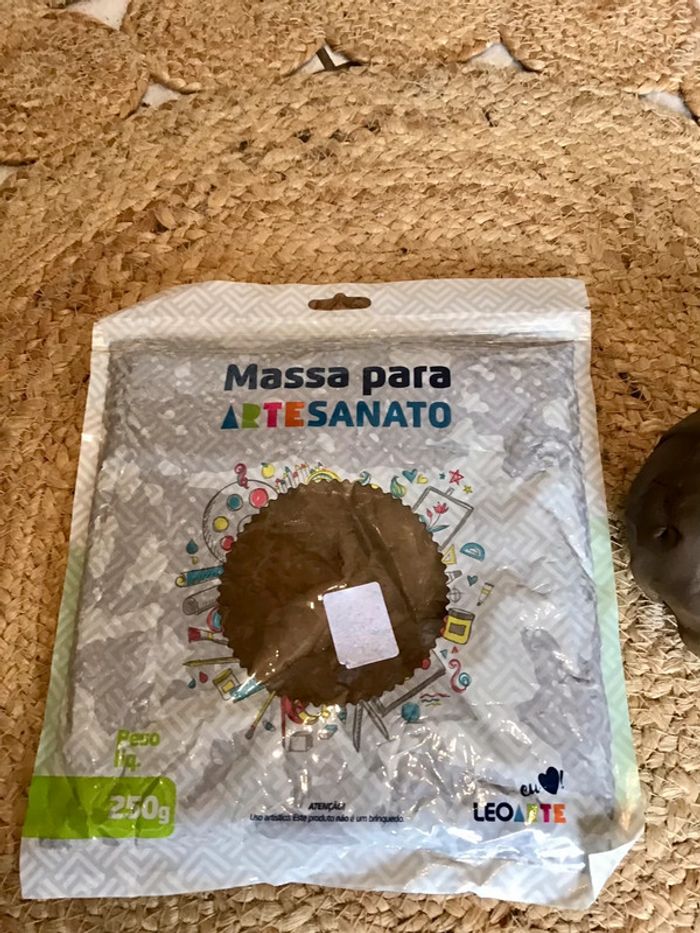 Massa para
ARTESANATO
Peso
líq.
250g
ATENÇÃO!
Uso artístico. Este produto não é um brinquedo.
eu !
LEOARTE